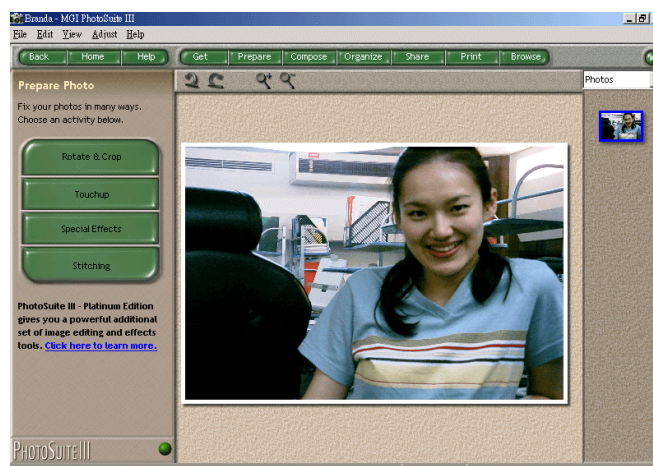 Branda - MGI PhotoSuite III
File Edit View Adjust Help
Back Home Help Get Prepare Compose Organize Share Print Browse
Prepare Photo
Photos
Fix your photos in many ways.
Choose an activity below.
Rotate & Crop
Touchup
Special Effects
Stitching
PhotoSuite III - Platinum Edition
gives you a powerful additional
set of image editing and effects
tools. Click here to learn more.
PHOTOSUITE III